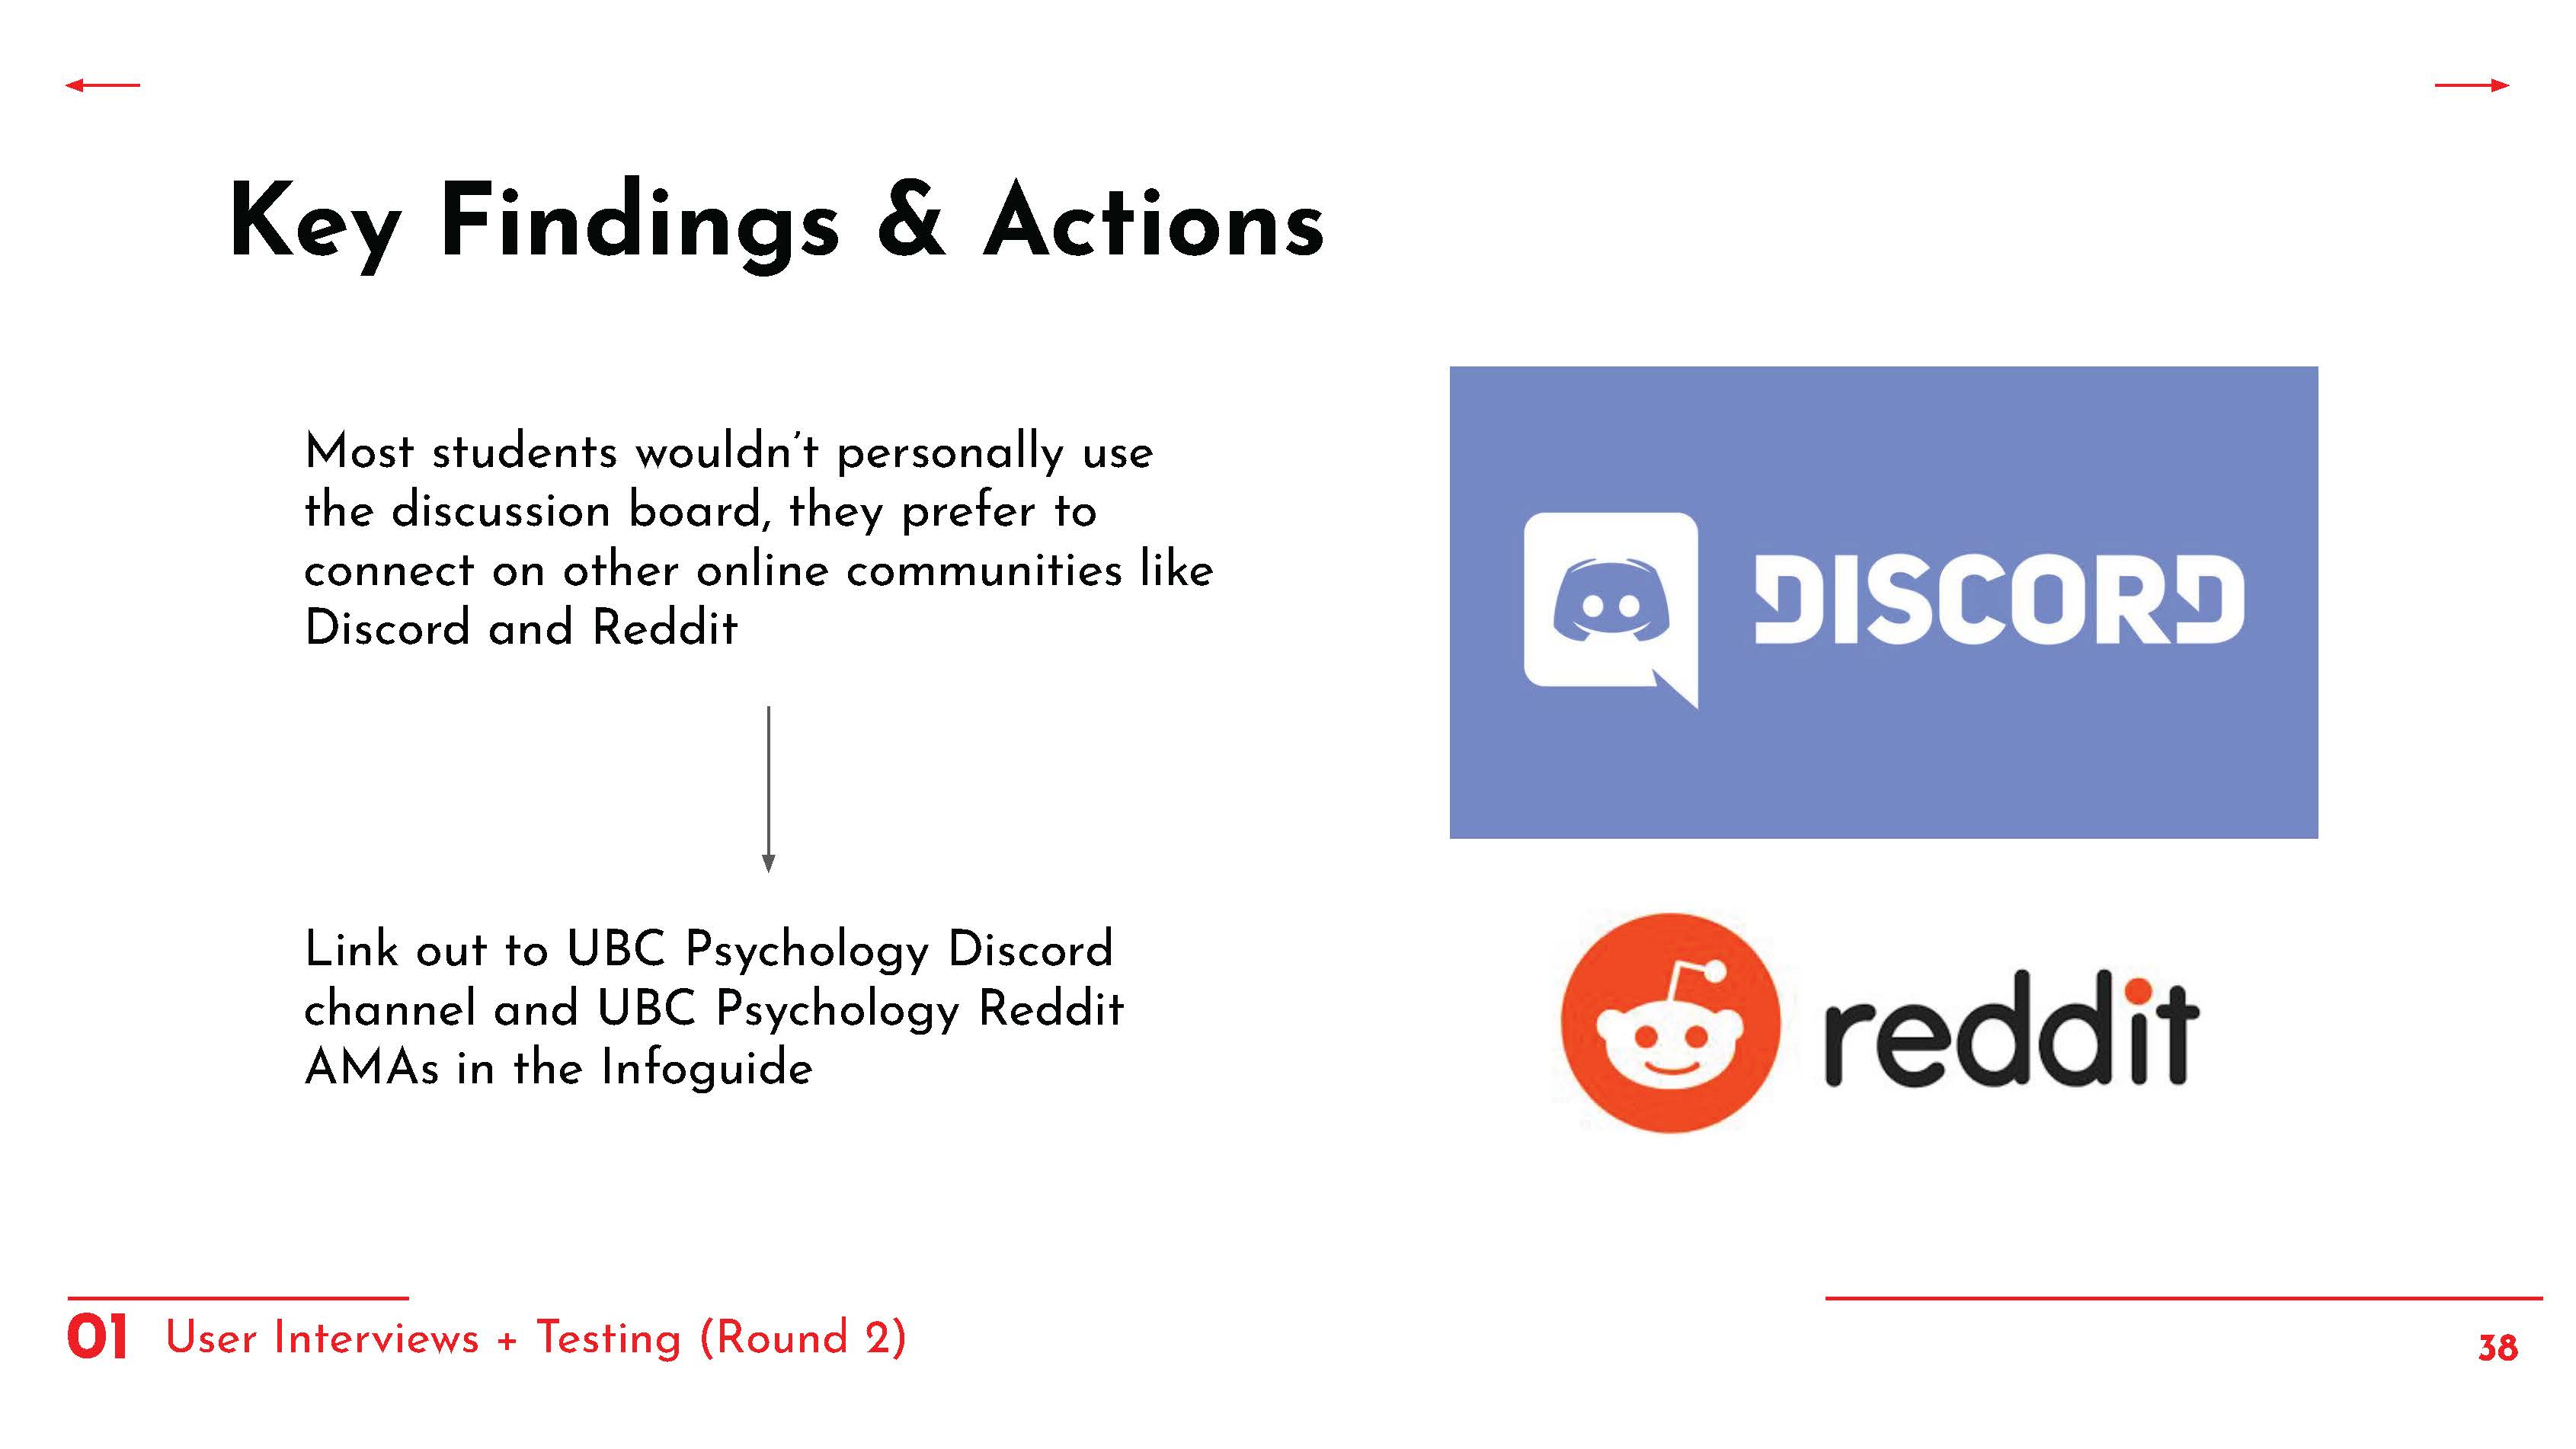 Key Findings & Actions
Most students wouldn’t personally use
the discussion board, they prefer to
connect on other online communities like
Discord and Reddit
Link out to UBC Psychology Discord
channel and UBC Psychology Reddit
AMAs in the Infoguide
DISCORD
reddit
01 User Interviews + Testing (Round 2)
38